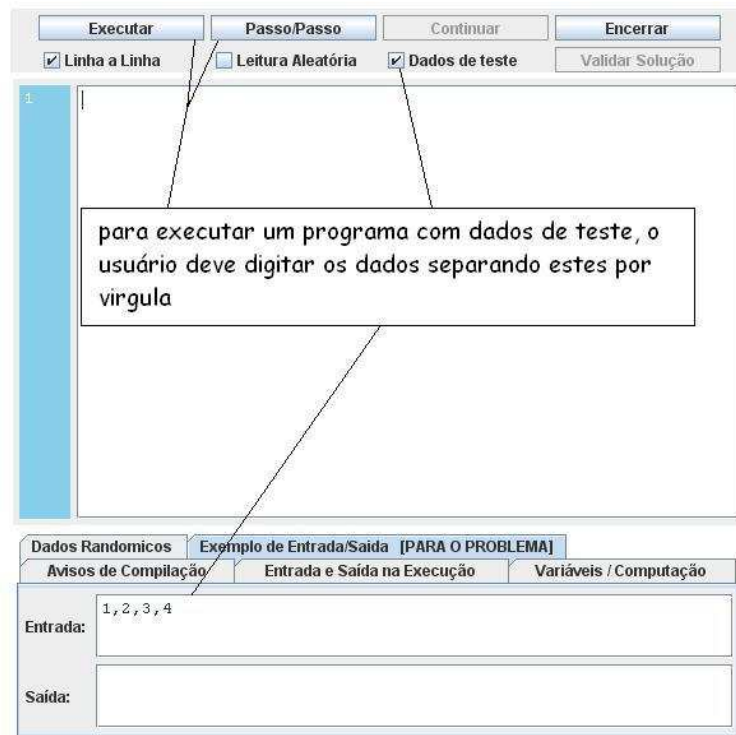 Executar Passo/Passo Continuar Encerrar
Linha a Linha Leitura Aleatória Dados de teste Validar Solução
1
para executar um programa com dados de teste, o
usuário deve digitar os dados separando estes por
virgula
Dados Randomicos Exemplo de Entrada/Saida [PARA O PROBLEMA]
Avisos de Compilação Entrada e Saída na Execução Variáveis / Computação
Entrada: 1,2,3,4
Saída: